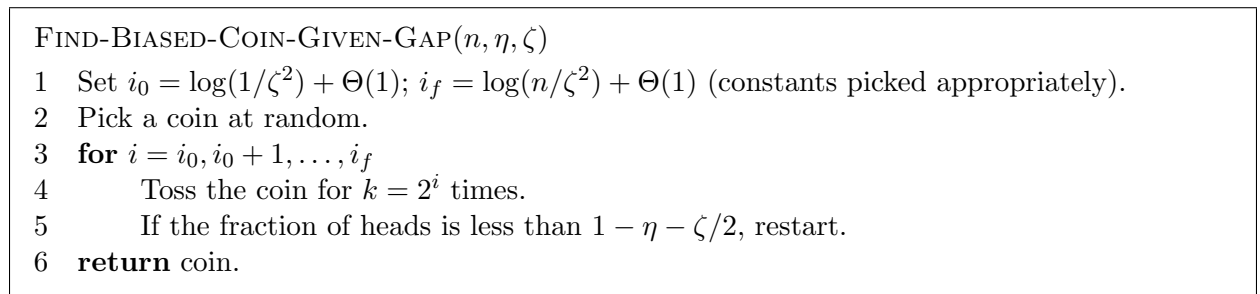 FIND-BIASED-COIN-GIVEN-GAP(n, η, ζ)
1 Set i₀ = log(1/ζ²) + Θ(1); i_f = log(n/ζ²) + Θ(1) (constants picked appropriately).
2 Pick a coin at random.
3 for i = i₀, i₀ + 1, . . . , i_f
4 Toss the coin for k = 2ⁱ times.
5 If the fraction of heads is less than 1 − η − ζ/2, restart.
6 return coin.